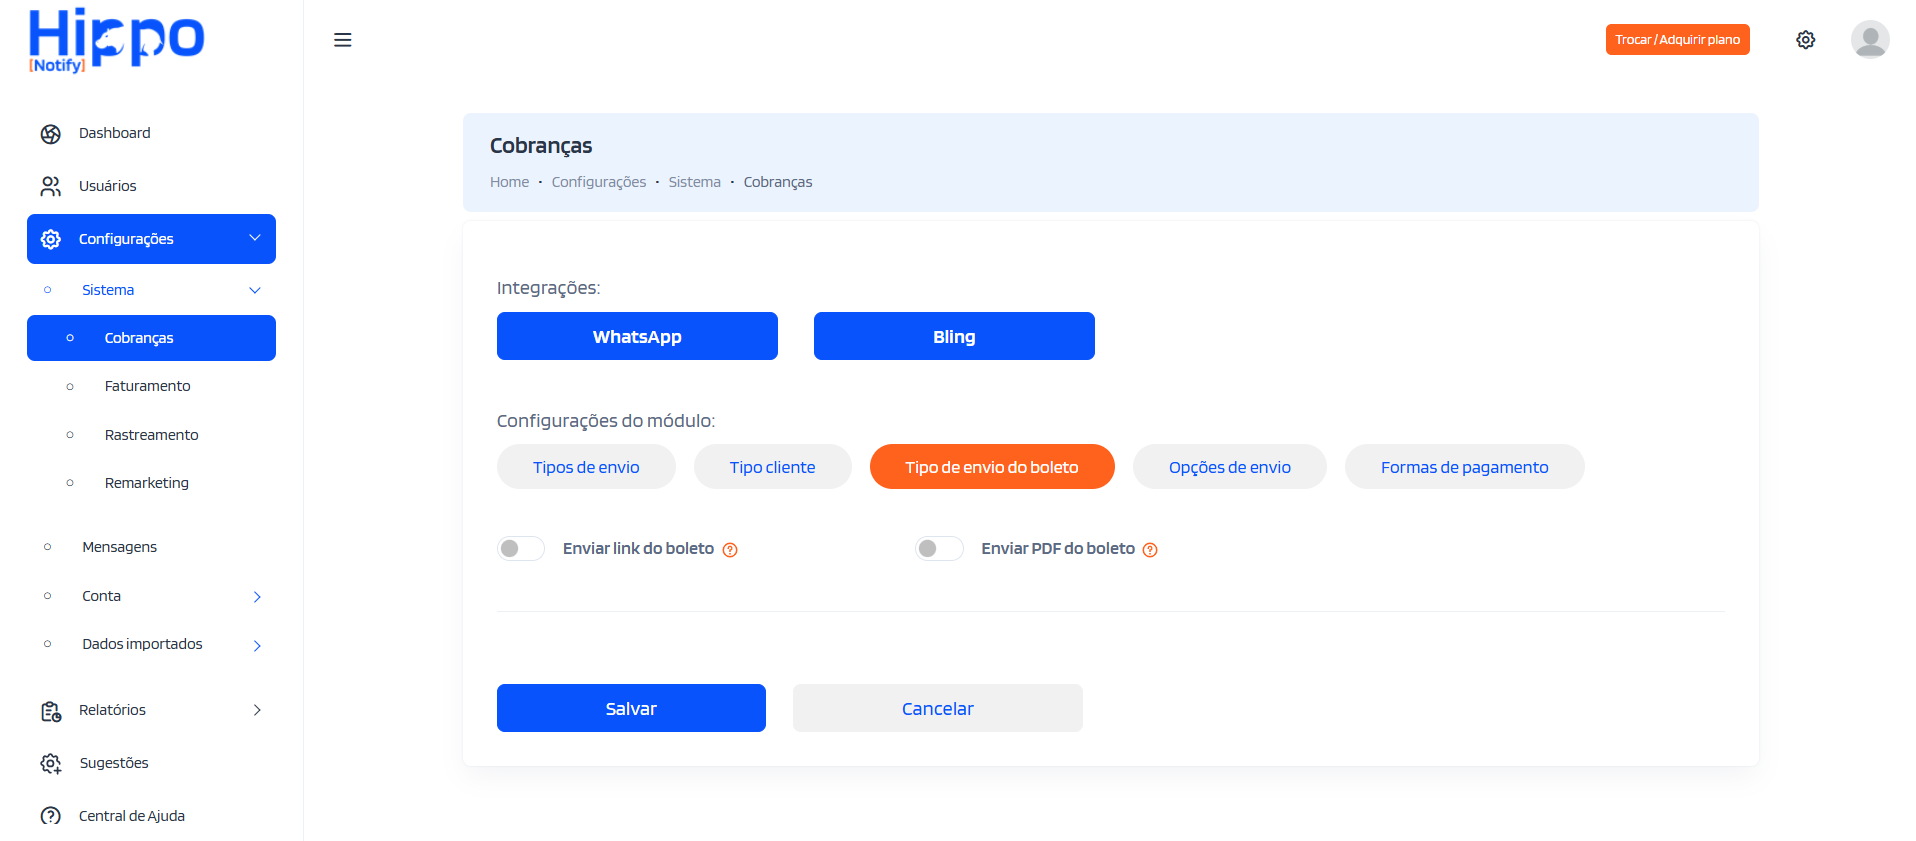 Hippo
[Notify]
Trocar / Adquirir plano
Dashboard
Usuários
Configurações
Sistema
Cobranças
Faturamento
Rastreamento
Remarketing
Mensagens
Conta
Dados importados
Relatórios
Sugestões
Central de Ajuda
Cobranças
Home • Configurações • Sistema • Cobranças
Integrações:
WhatsApp Bling
Configurações do módulo:
Tipos de envio Tipo cliente Tipo de envio do boleto Opções de envio Formas de pagamento
Enviar link do boleto ? Enviar PDF do boleto ?
Salvar Cancelar